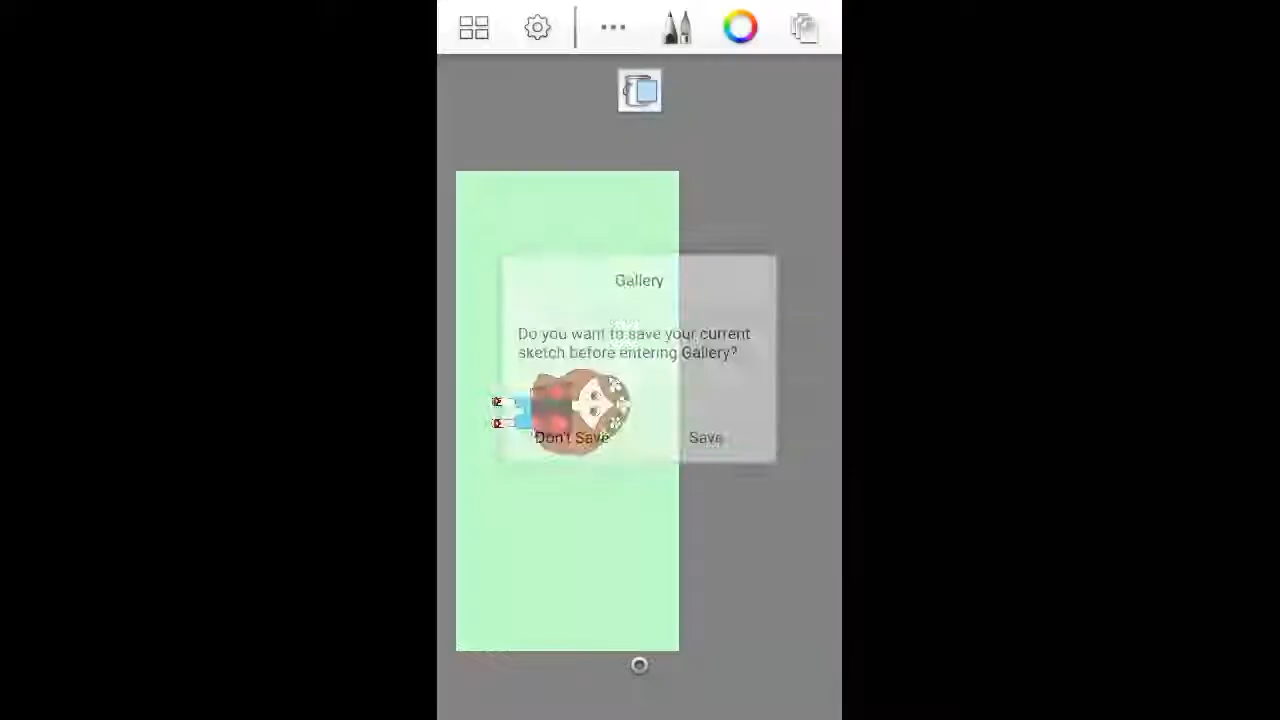 Gallery
Do you want to save your current
sketch before entering Gallery?
Don't Save
Save